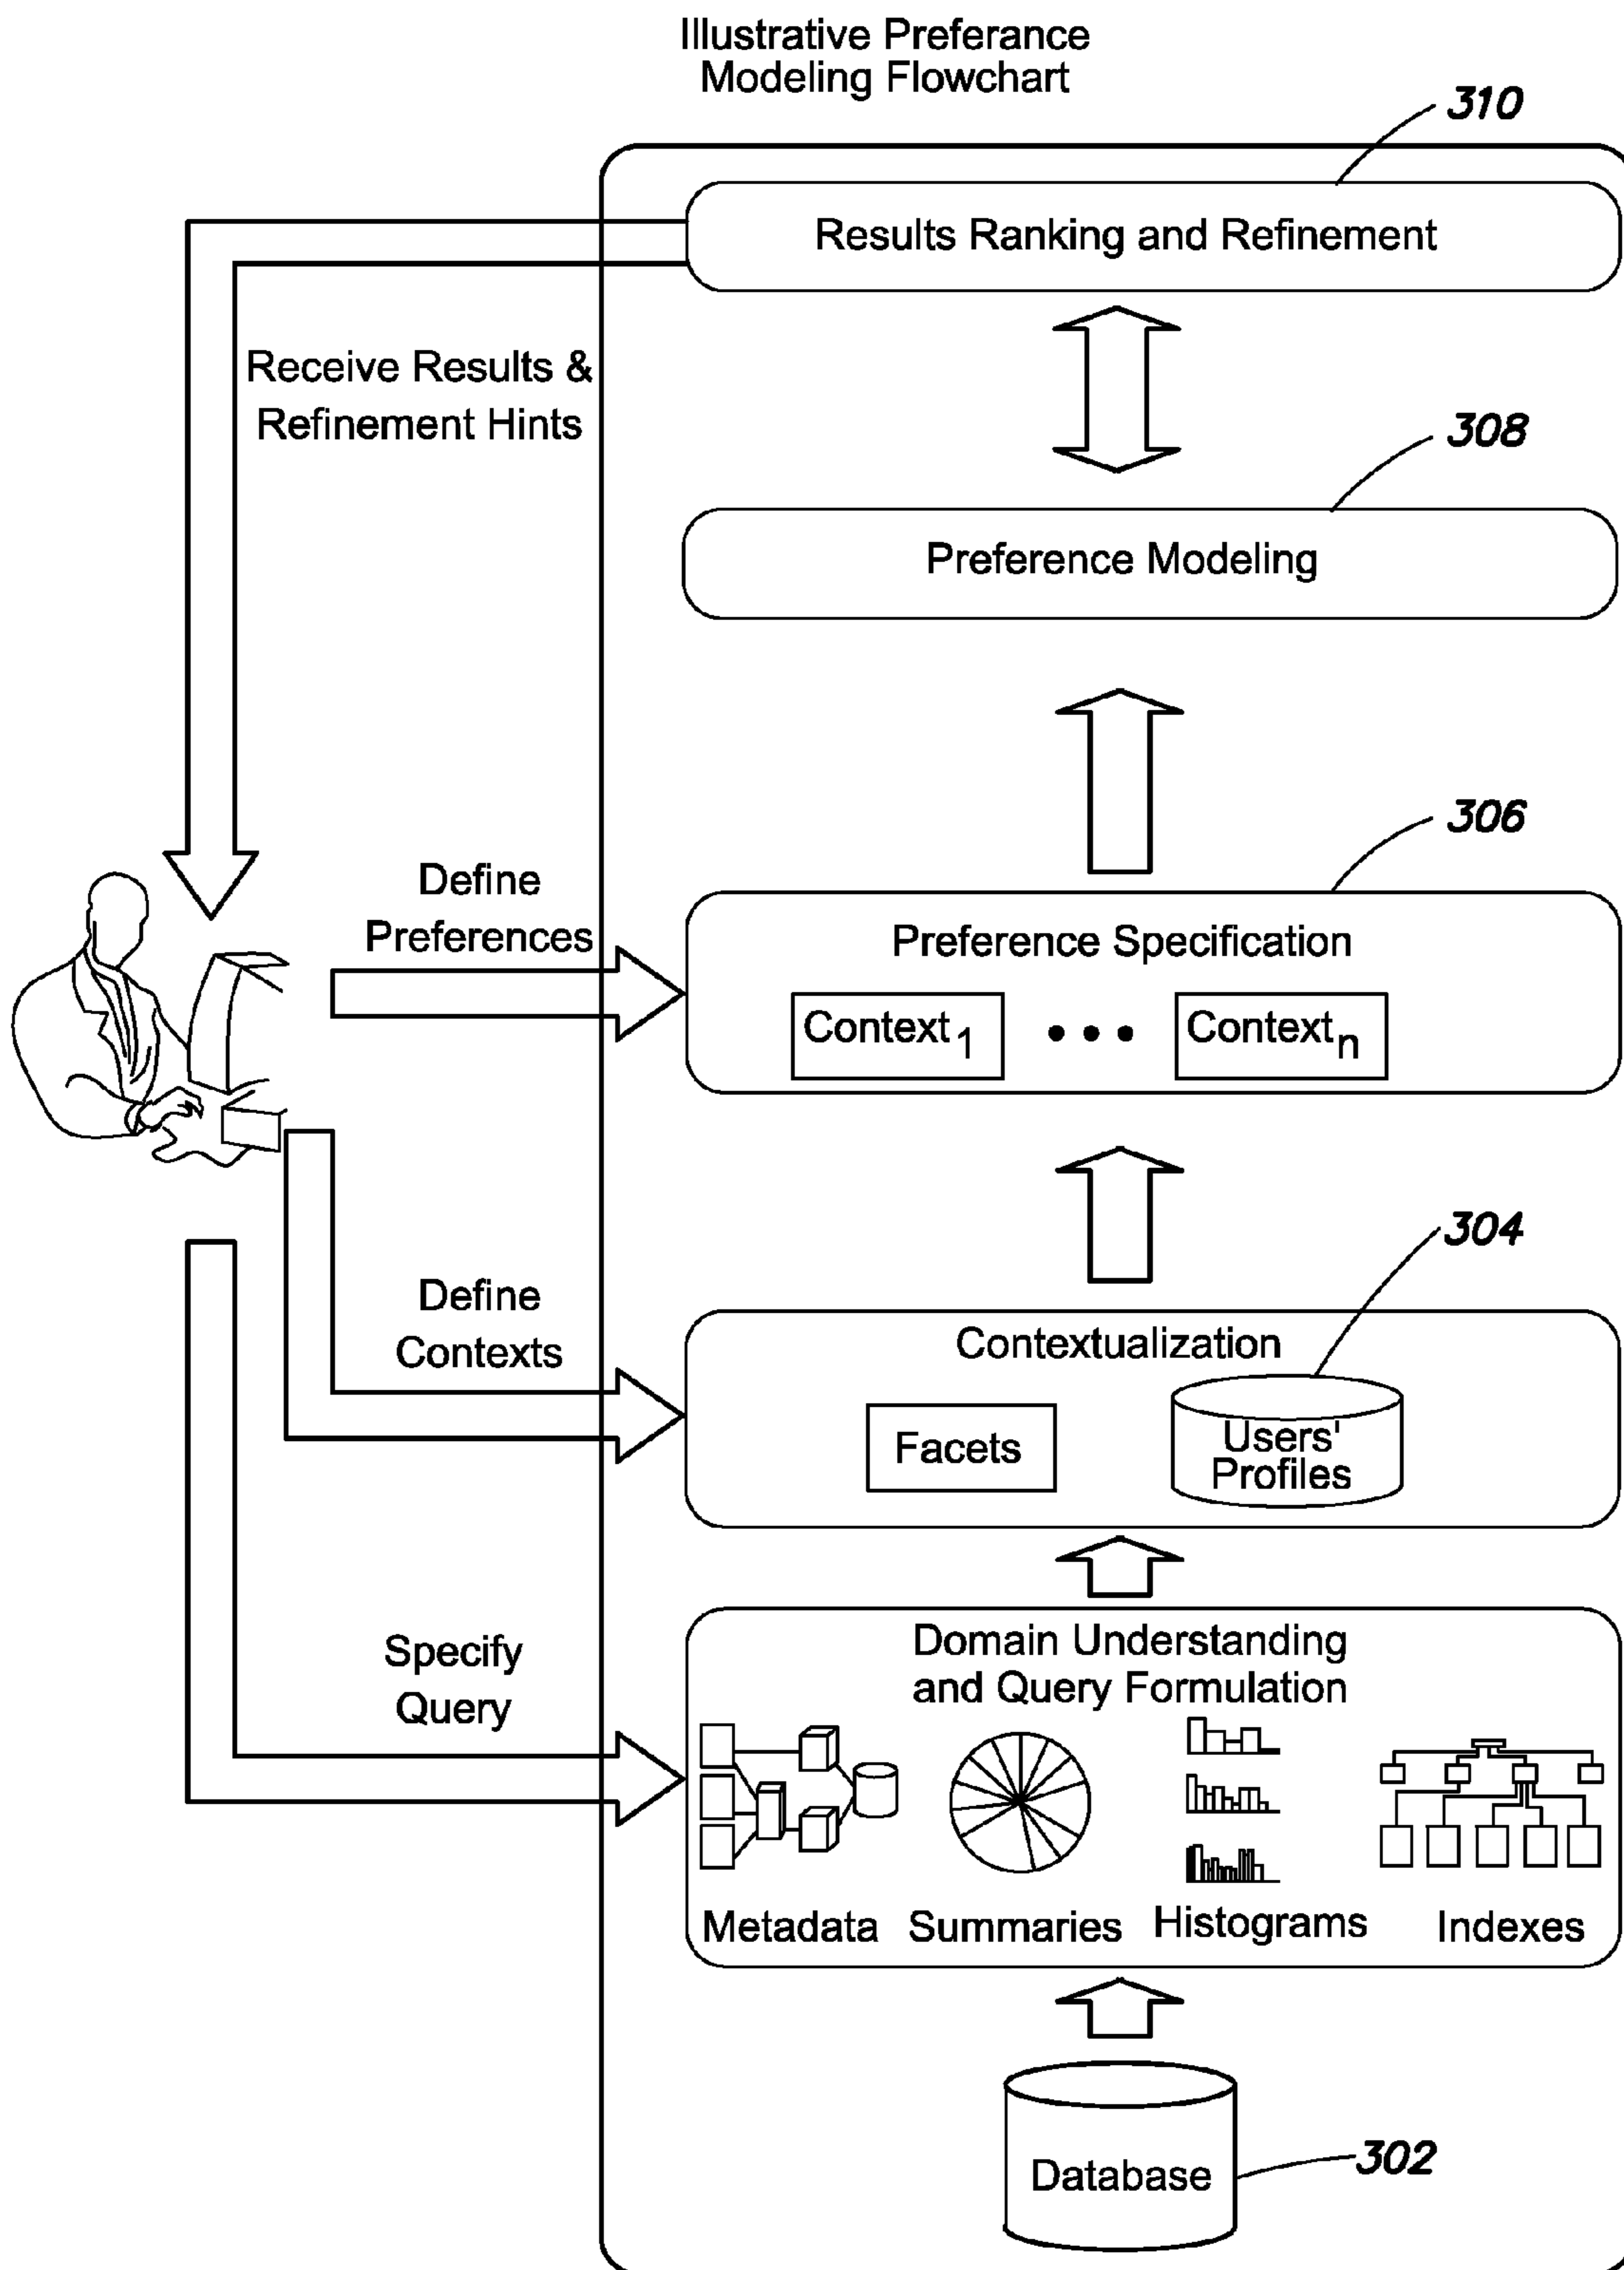 Illustrative Preferance
Modeling Flowchart
310
Results Ranking and Refinement
Receive Results &
Refinement Hints
308
Preference Modeling
306
Define
Preferences
Preference Specification
Context1 • • • Contextn
304
Define
Contexts
Contextualization
Facets
Users'
Profiles
Specify
Query
Domain Understanding
and Query Formulation
Metadata Summaries Histograms Indexes
Database
302